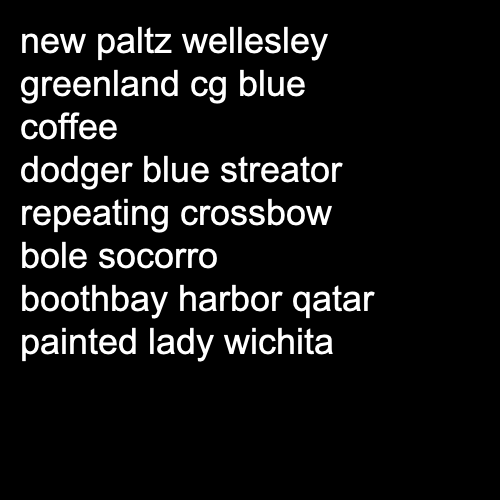 new paltz wellesley
greenland cg blue
coffee
dodger blue streator
repeating crossbow
bole socorro
boothbay harbor qatar
painted lady wichita